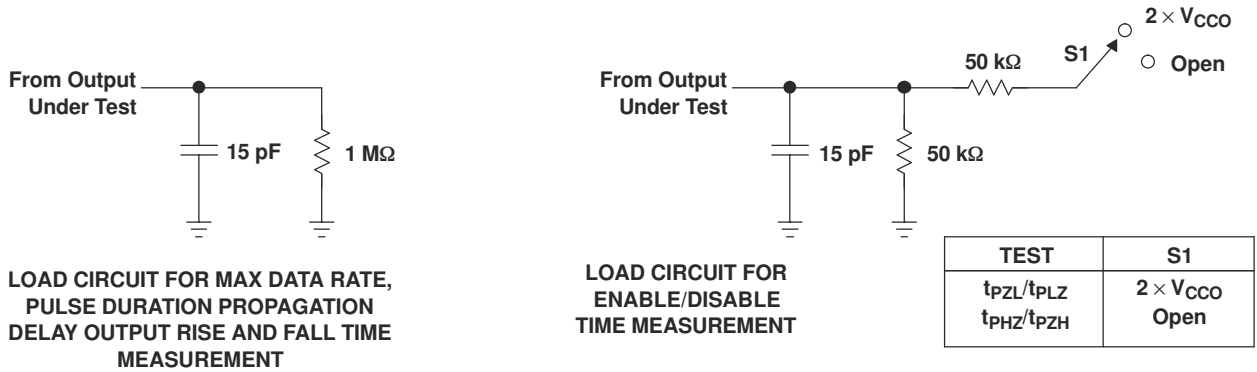 From Output
Under Test
15 pF
1 MΩ
LOAD CIRCUIT FOR MAX DATA RATE,
PULSE DURATION PROPAGATION
DELAY OUTPUT RISE AND FALL TIME
MEASUREMENT
From Output
Under Test
15 pF
50 kΩ
50 kΩ
S1
2 × VCCO
Open
LOAD CIRCUIT FOR
ENABLE/DISABLE
TIME MEASUREMENT
TEST S1
tPZL/tPLZ 2 × VCCO
tPHZ/tPZH Open